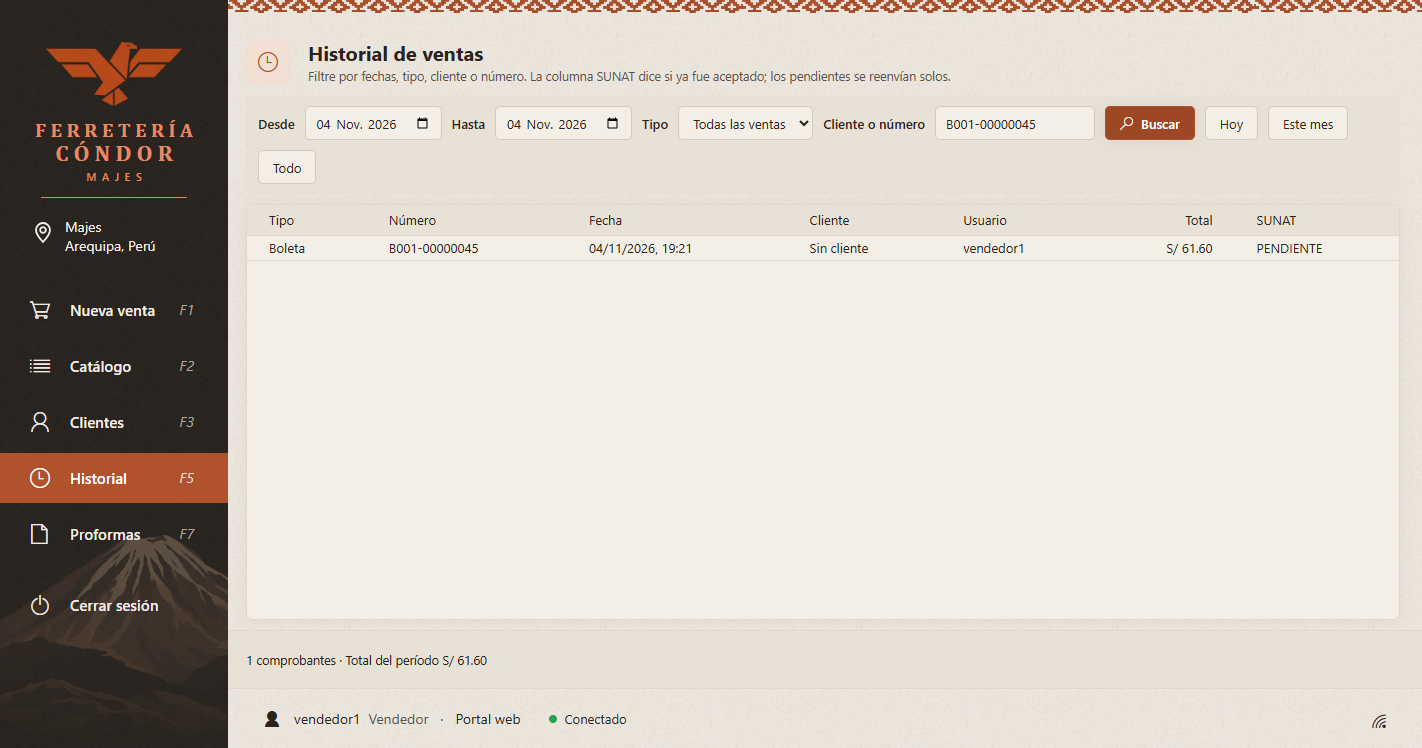 FERRETERÍA
CÓNDOR
MAJES
Majes
Arequipa, Perú
Nueva venta F1
Catálogo F2
Clientes F3
Historial F5
Proformas F7
Cerrar sesión
Historial de ventas
Filtre por fechas, tipo, cliente o número. La columna SUNAT dice si ya fue aceptado; los pendientes se reenvían solos.
Desde 04 Nov. 2026 Hasta 04 Nov. 2026 Tipo Todas las ventas Cliente o número B001-00000045 Buscar Hoy Este mes
Todo
Tipo Número Fecha Cliente Usuario Total SUNAT
Boleta B001-00000045 04/11/2026, 19:21 Sin cliente vendedor1 S/ 61.60 PENDIENTE
1 comprobantes · Total del período S/ 61.60
vendedor1 Vendedor · Portal web Conectado